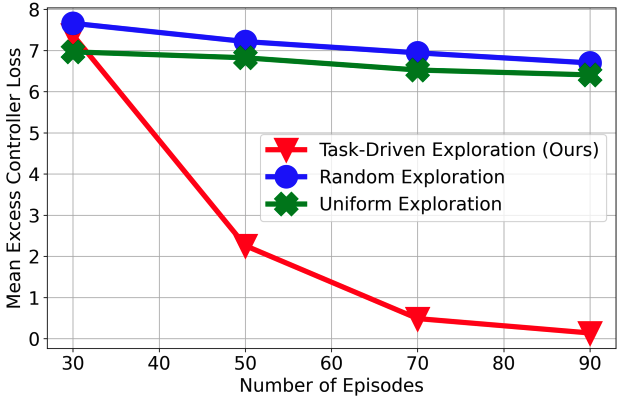 8
7
6
5
4
3
2
1
0
Mean Excess Controller Loss
Task-Driven Exploration (Ours)
Random Exploration
Uniform Exploration
30 40 50 60 70 80 90
Number of Episodes